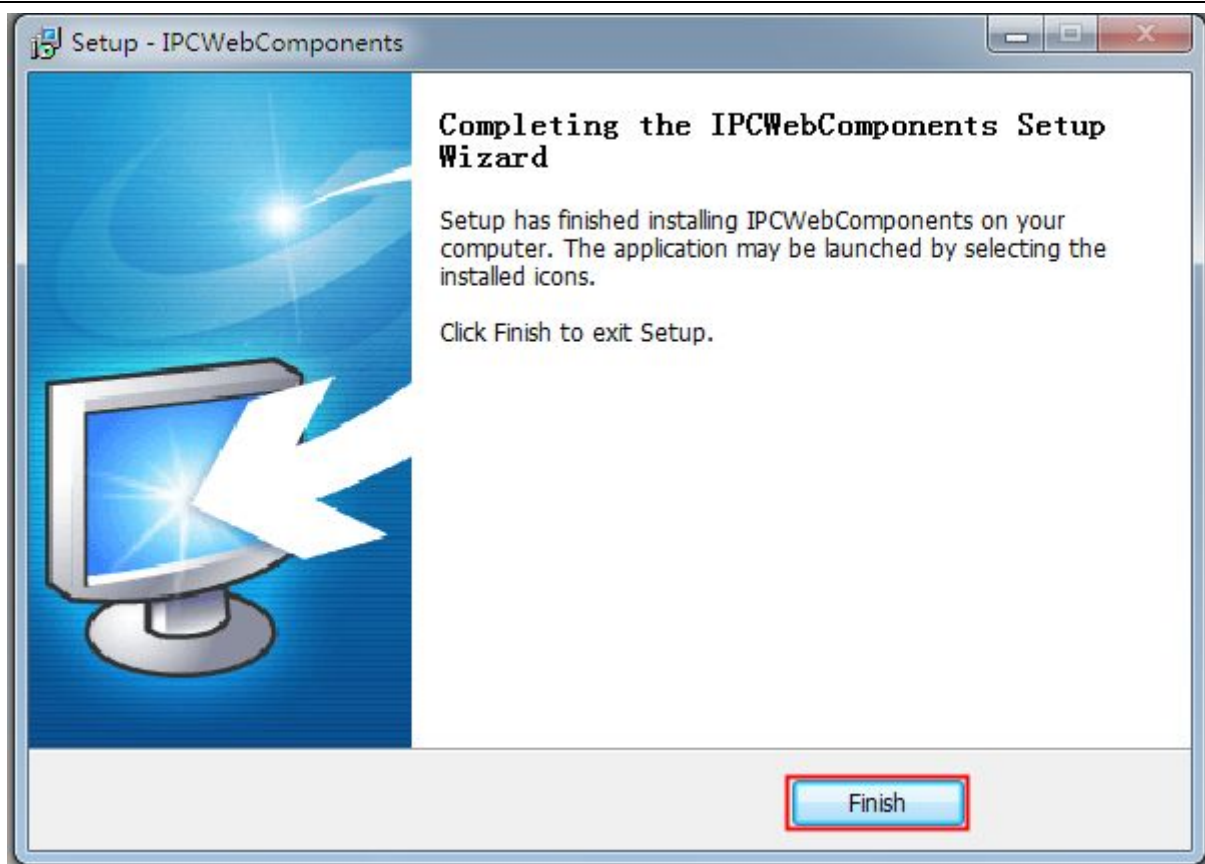 Setup - IPCWebComponents
Completing the IPCWebComponents Setup
Wizard
Setup has finished installing IPCWebComponents on your
computer. The application may be launched by selecting the
installed icons.
Click Finish to exit Setup.
Finish